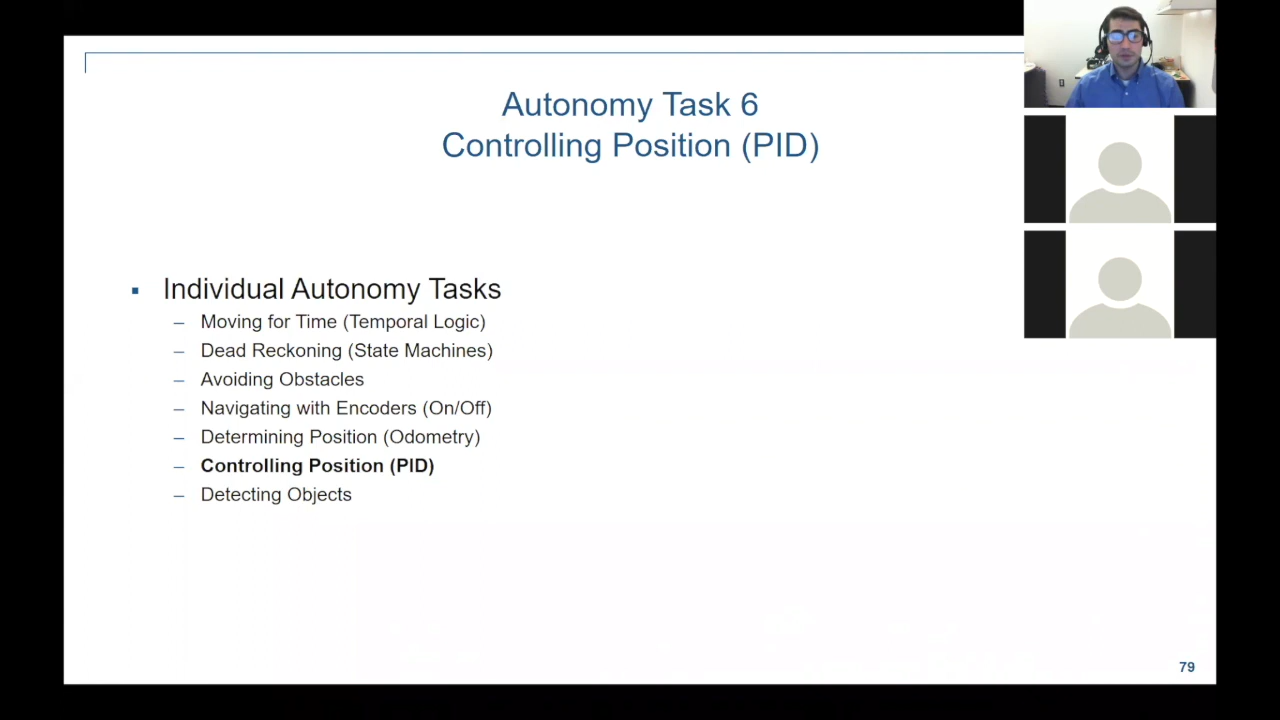 Autonomy Task 6
Controlling Position (PID)
▪ Individual Autonomy Tasks
– Moving for Time (Temporal Logic)
– Dead Reckoning (State Machines)
– Avoiding Obstacles
– Navigating with Encoders (On/Off)
– Determining Position (Odometry)
– Controlling Position (PID)
– Detecting Objects
79